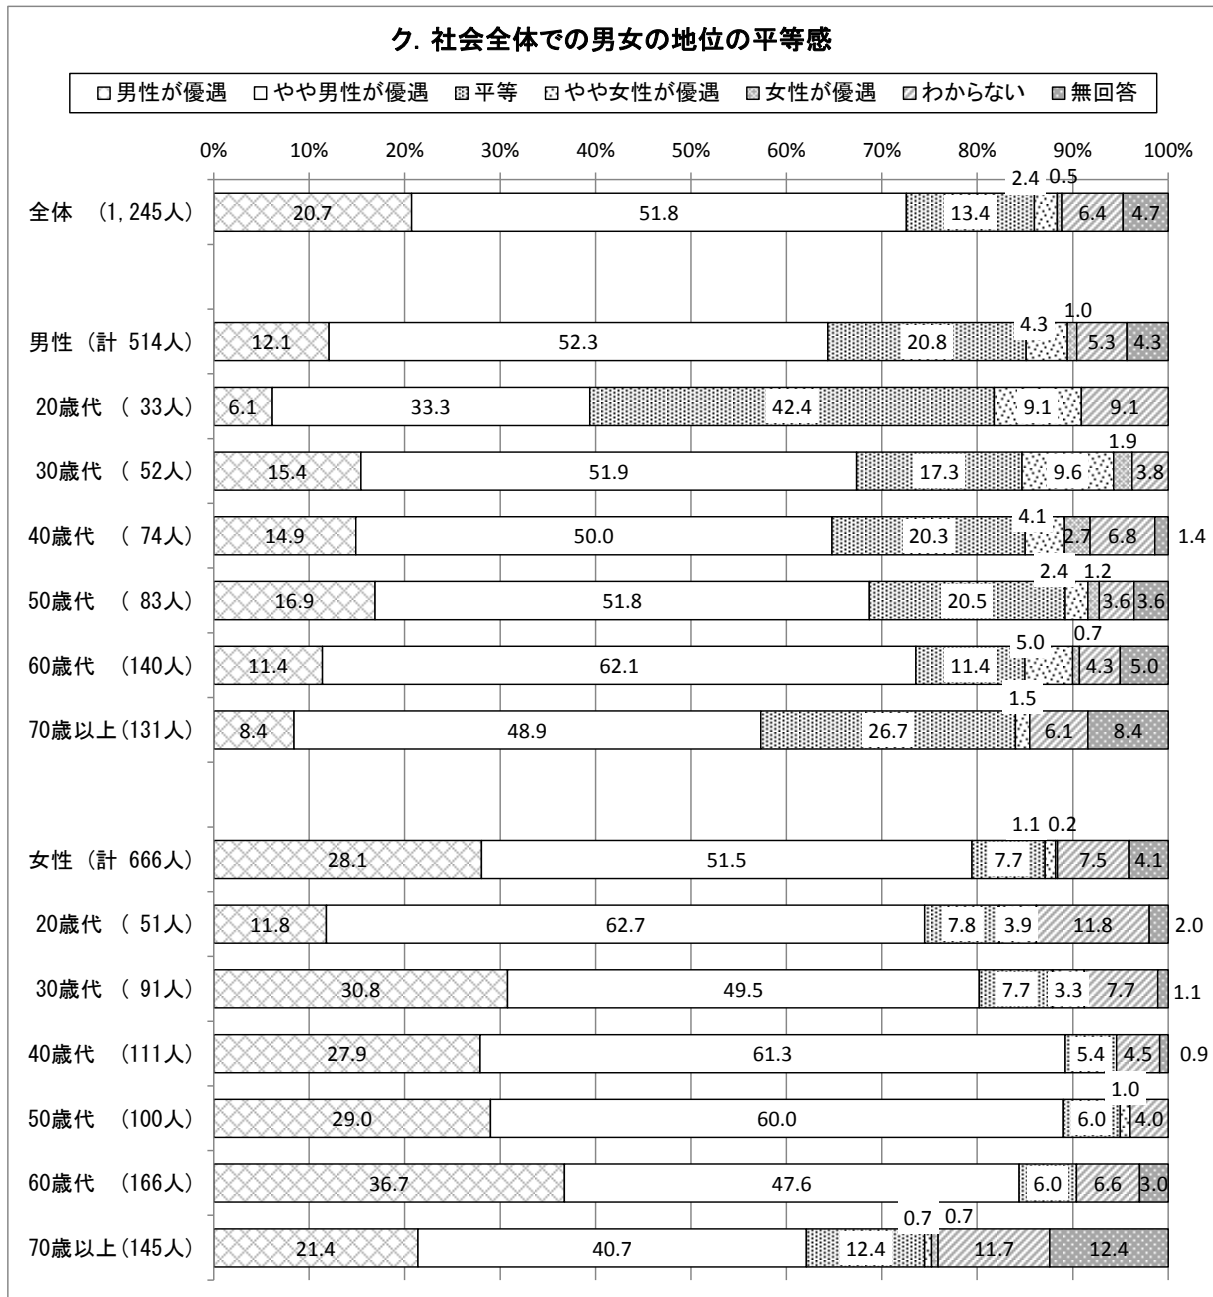 ク．社会全体での男女の地位の平等感
男性が優遇 やや男性が優遇 平等 やや女性が優遇 女性が優遇 わからない 無回答
0% 10% 20% 30% 40% 50% 60% 70% 80% 90% 100%
全体 (1,245人) 20.7 51.8 13.4 2.4 0.5 6.4 4.7
男性 (計 514人) 12.1 52.3 20.8 4.3 1.0 5.3 4.3
20歳代 ( 33人) 6.1 33.3 42.4 9.1 9.1
30歳代 ( 52人) 15.4 51.9 17.3 9.6 1.9 3.8
40歳代 ( 74人) 14.9 50.0 20.3 4.1 2.7 6.8 1.4
50歳代 ( 83人) 16.9 51.8 20.5 2.4 1.2 3.6 3.6
60歳代 (140人) 11.4 62.1 11.4 5.0 0.7 4.3 5.0
70歳以上(131人) 8.4 48.9 26.7 1.5 6.1 8.4
女性 (計 666人) 28.1 51.5 7.7 1.1 0.2 7.5 4.1
20歳代 ( 51人) 11.8 62.7 7.8 3.9 11.8 2.0
30歳代 ( 91人) 30.8 49.5 7.7 3.3 7.7 1.1
40歳代 (111人) 27.9 61.3 5.4 4.5 0.9
50歳代 (100人) 29.0 60.0 6.0 1.0 4.0
60歳代 (166人) 36.7 47.6 6.0 6.6 3.0
70歳以上(145人) 21.4 40.7 12.4 0.7 0.7 11.7 12.4